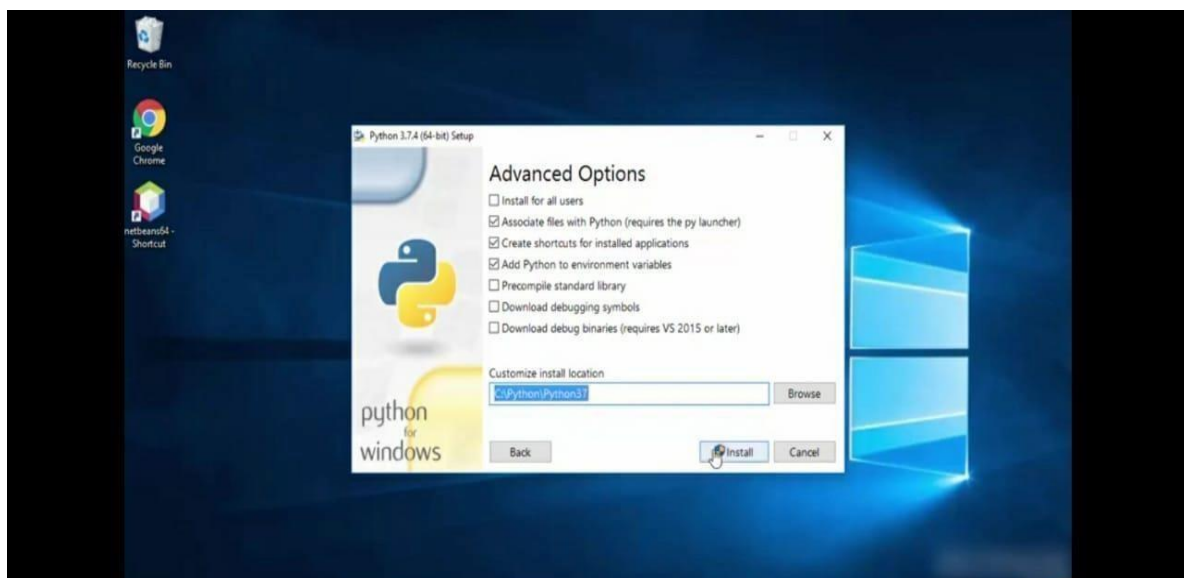 Recycle Bin
Google
Chrome
netbeans64 -
Shortcut
Python 3.7.4 (64-bit) Setup
Advanced Options
Install for all users
Associate files with Python (requires the py launcher)
Create shortcuts for installed applications
Add Python to environment variables
Precompile standard library
Download debugging symbols
Download debug binaries (requires VS 2015 or later)
Customize install location
C:\Python\Python37
Browse
python
for
windows
Back
Install
Cancel